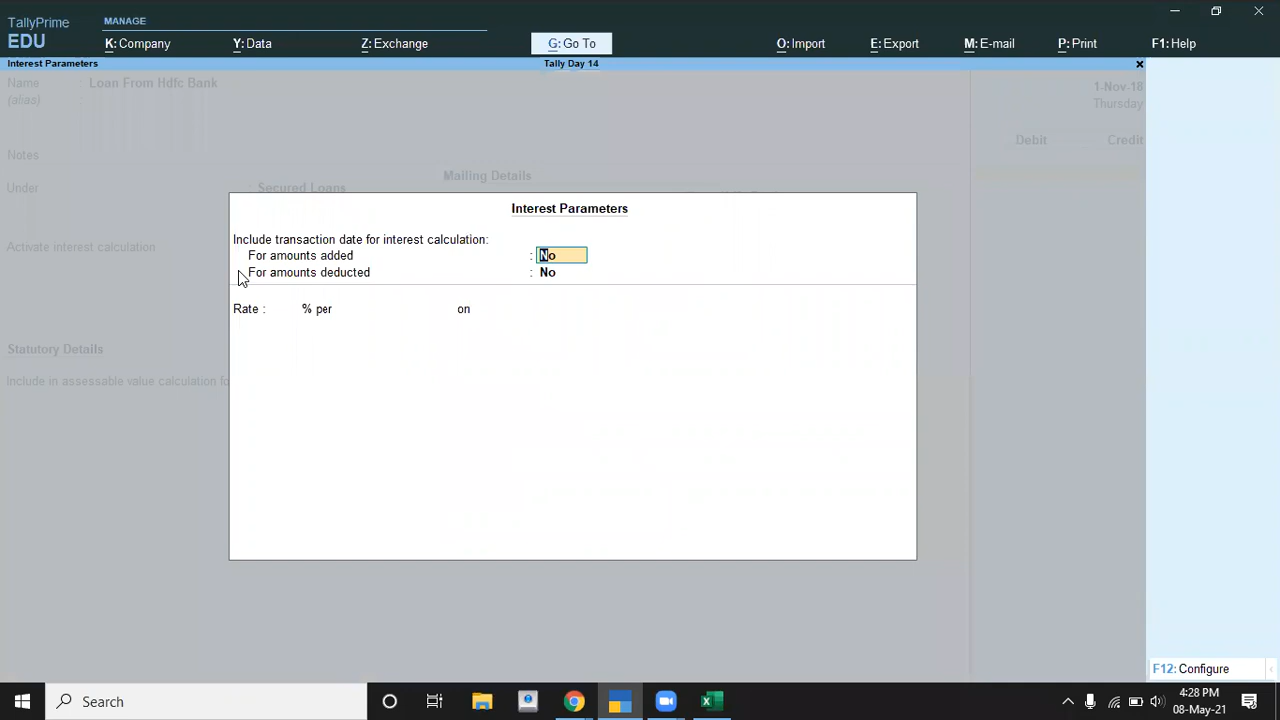 TallyPrime
MANAGE
EDU
K: Company
Y: Data
Z: Exchange
G: Go To
O: Import
E: Export
M: E-mail
P: Print
F1: Help
Interest Parameters
Tally Day 14
Name : Loan From Hdfc Bank
(alias) :
1-Nov-18
Thursday
Debit Credit
Notes
Mailing Details
Under
Secured Loans
Activate interest calculation
Statutory Details
Include in assessable value calculation fo
Interest Parameters
Include transaction date for interest calculation:
For amounts added : No
For amounts deducted : No
Rate : % per on
F12: Configure
Search
4:28 PM
08-May-21